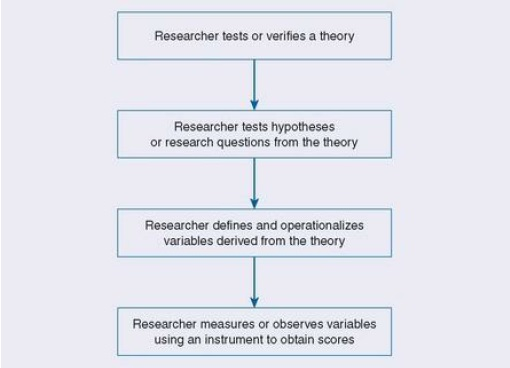 Researcher tests or verifies a theory
Researcher tests hypotheses
or research questions from the theory
Researcher defines and operationalizes
variables derived from the theory
Researcher measures or observes variables
using an instrument to obtain scores